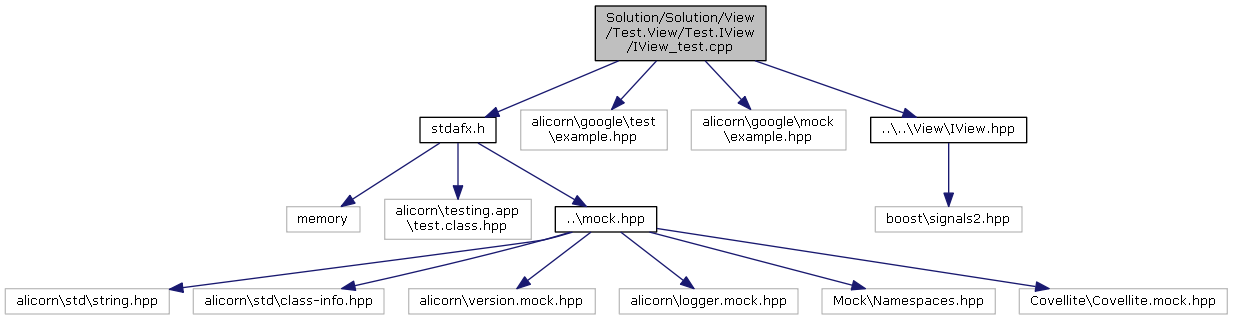 Solution/Solution/View
/Test.View/Test.IView
/IView_test.cpp
stdafx.h
alicorn\google\test
\example.hpp
alicorn\google\mock
\example.hpp
..\..\View\IView.hpp
memory
alicorn\testing.app
\test.class.hpp
..\mock.hpp
boost\signals2.hpp
alicorn\std\string.hpp
alicorn\std\class-info.hpp
alicorn\version.mock.hpp
alicorn\logger.mock.hpp
Mock\Namespaces.hpp
Covellite\Covellite.mock.hpp